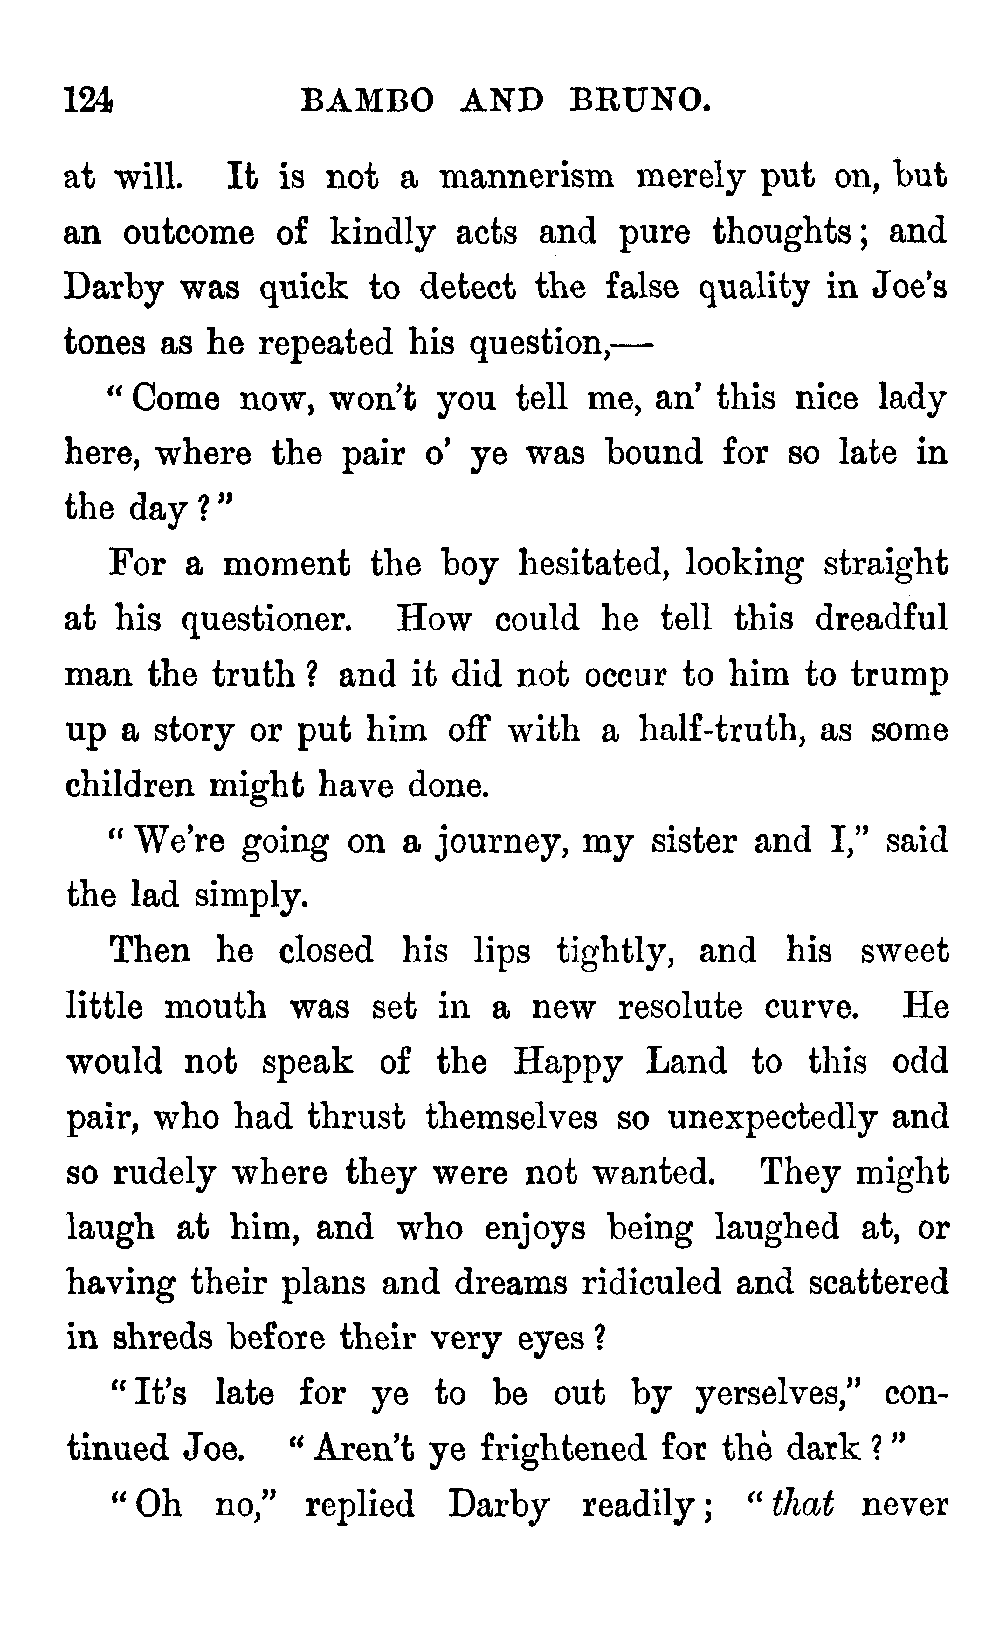 124 BAMBO AND BRUNO.
at will. It is not a mannerism merely put on, but
an outcome of kindly acts and pure thoughts; and
Darby was quick to detect the false quality in Joe's
tones as he repeated his question,—
"Come now, won't you tell me, an' this nice lady
here, where the pair o' ye was bound for so late in
the day?"
For a moment the boy hesitated, looking straight
at his questioner. How could he tell this dreadful
man the truth? and it did not occur to him to trump
up a story or put him off with a half-truth, as some
children might have done.
"We're going on a journey, my sister and I," said
the lad simply.
Then he closed his lips tightly, and his sweet
little mouth was set in a new resolute curve. He
would not speak of the Happy Land to this odd
pair, who had thrust themselves so unexpectedly and
so rudely where they were not wanted. They might
laugh at him, and who enjoys being laughed at, or
having their plans and dreams ridiculed and scattered
in shreds before their very eyes?
"It's late for ye to be out by yerselves," con-
tinued Joe. "Aren't ye frightened for the dark?"
"Oh no," replied Darby readily; "that never